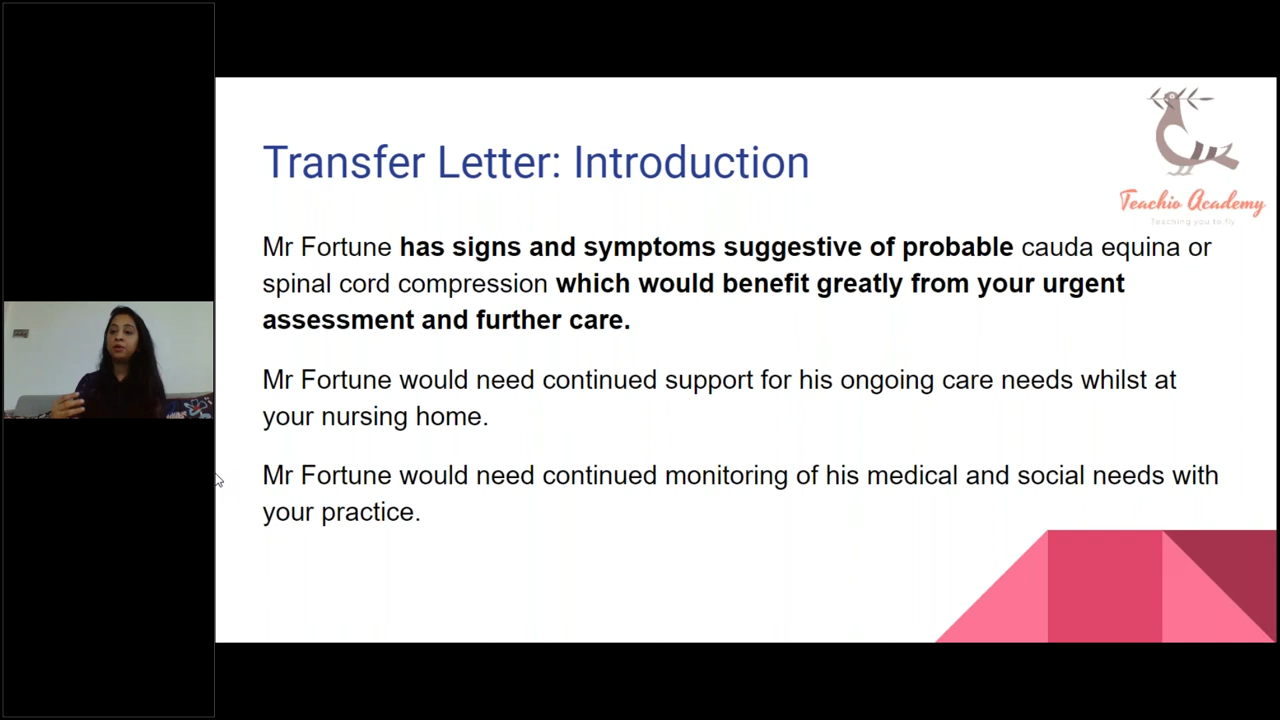 Transfer Letter: Introduction
Teachio Academy
Teaching you to fly
Mr Fortune has signs and symptoms suggestive of probable cauda equina or
spinal cord compression which would benefit greatly from your urgent
assessment and further care.
Mr Fortune would need continued support for his ongoing care needs whilst at
your nursing home.
Mr Fortune would need continued monitoring of his medical and social needs with
your practice.